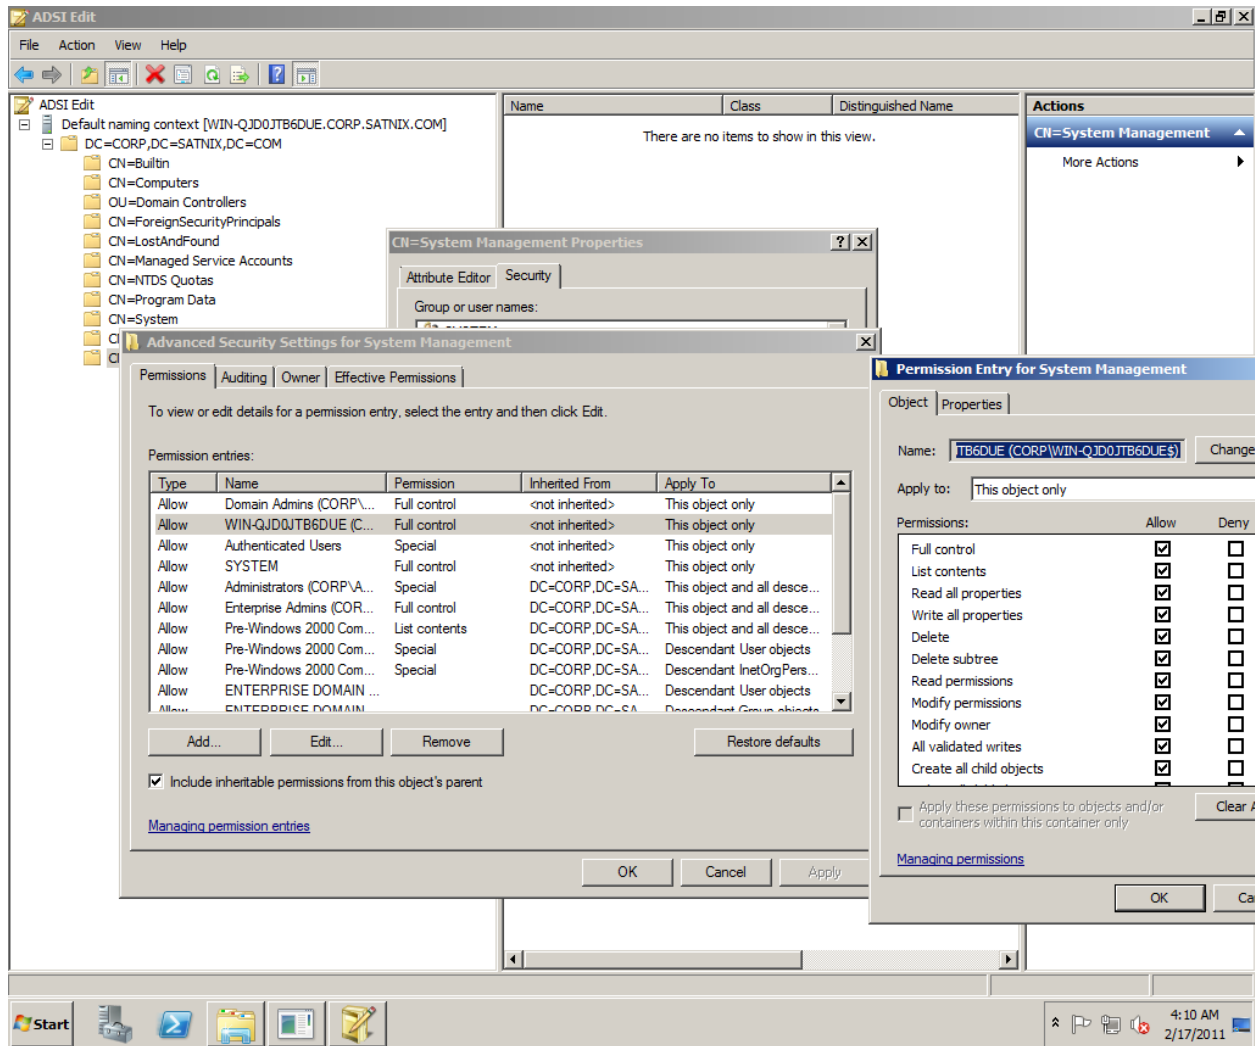 ADSI Edit
File Action View Help
ADSI Edit
Default naming context [WIN-QJD0JTB6DUE.CORP.SATNIX.COM]
DC=CORP,DC=SATNIX,DC=COM
CN=Builtin
CN=Computers
OU=Domain Controllers
CN=ForeignSecurityPrincipals
CN=LostAndFound
CN=Managed Service Accounts
CN=NTDS Quotas
CN=Program Data
CN=System
Name Class Distinguished Name
There are no items to show in this view.
Actions
CN=System Management
More Actions
CN=System Management Properties
Attribute Editor Security
Group or user names:
Advanced Security Settings for System Management
Permissions Auditing Owner Effective Permissions
To view or edit details for a permission entry, select the entry and then click Edit.
Permission entries:
Type Name Permission Inherited From Apply To
Allow Domain Admins (CORP\... Full control <not inherited> This object only
Allow WIN-QJD0JTB6DUE (C... Full control <not inherited> This object only
Allow Authenticated Users Special <not inherited> This object only
Allow SYSTEM Full control <not inherited> This object only
Allow Administrators (CORP\A... Special DC=CORP,DC=SA... This object and all desce...
Allow Enterprise Admins (COR... Full control DC=CORP,DC=SA... This object and all desce...
Allow Pre-Windows 2000 Com... List contents DC=CORP,DC=SA... This object and all desce...
Allow Pre-Windows 2000 Com... Special DC=CORP,DC=SA... Descendant User objects
Allow Pre-Windows 2000 Com... Special DC=CORP,DC=SA... Descendant InetOrgPers...
Allow ENTERPRISE DOMAIN ... DC=CORP,DC=SA... Descendant User objects
Allow ENTERPRISE DOMAIN DC=CORP,DC=SA Descendant Group objects
Add... Edit... Remove Restore defaults
Include inheritable permissions from this object's parent
Managing permission entries
OK Cancel Apply
Permission Entry for System Management
Object Properties
Name: TB6DUE (CORP\WIN-QJD0JTB6DUE$) Change
Apply to: This object only
Permissions: Allow Deny
Full control
List contents
Read all properties
Write all properties
Delete
Delete subtree
Read permissions
Modify permissions
Modify owner
All validated writes
Create all child objects
Apply these permissions to objects and/or
containers within this container only
Clear A
Managing permissions
OK Ca
Start
4:10 AM
2/17/2011